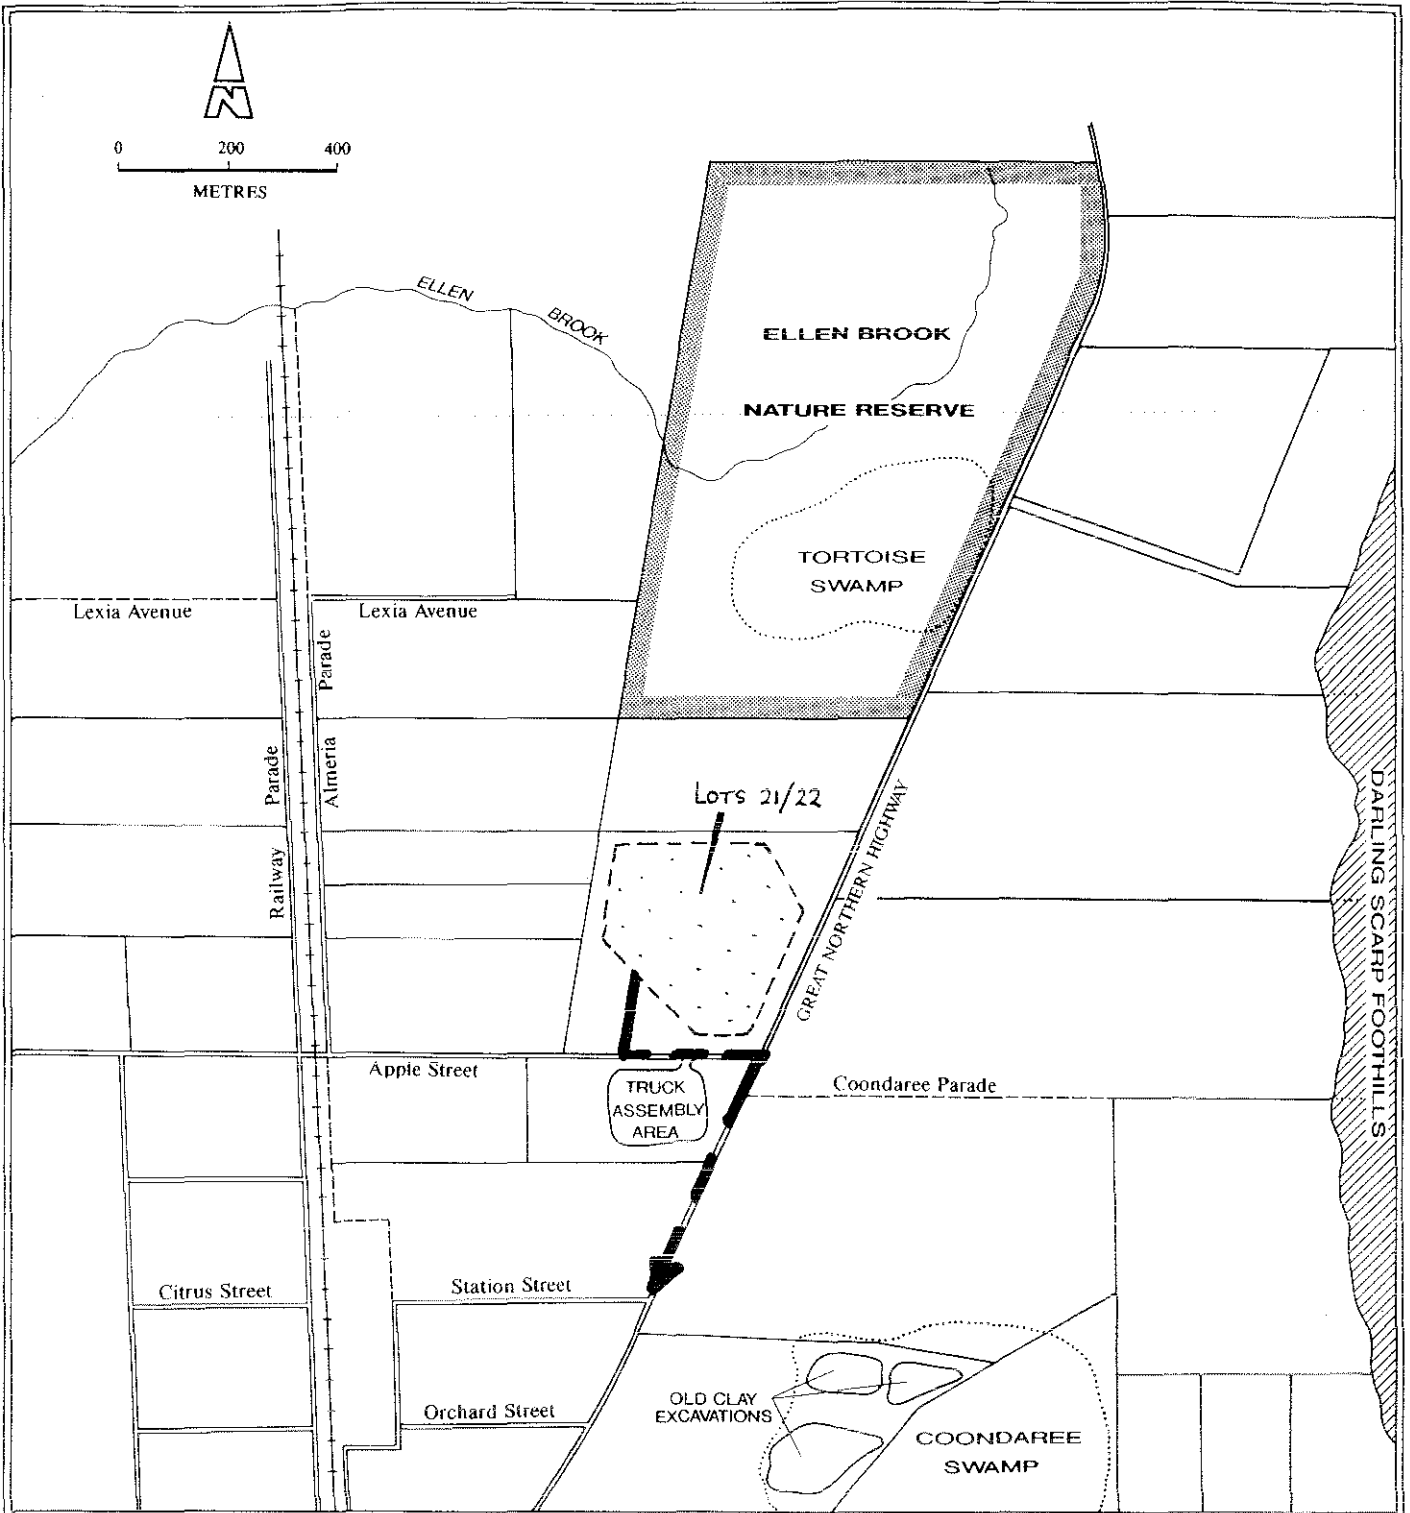 N
0 200 400
METRES
ELLEN
BROOK
ELLEN BROOK
NATURE RESERVE
TORTOISE
SWAMP
Lexia Avenue
Lexia Avenue
Parade
Almeria
Parade
Railway
LOTS 21/22
GREAT NORTHERN HIGHWAY
DARLING SCARP FOOTHILLS
Apple Street
TRUCK
ASSEMBLY
AREA
Coondaree Parade
Citrus Street
Station Street
Orchard Street
OLD CLAY
EXCAVATIONS
COONDAREE
SWAMP